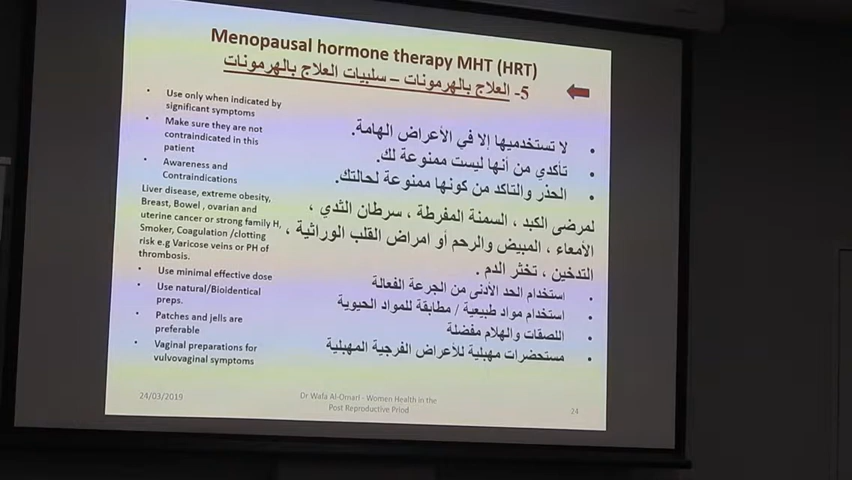 Menopausal hormone therapy MHT (HRT)
5- العلاج بالهرمونات – سلبيات العلاج بالهرمونات
• Use only when indicated by
significant symptoms
• Make sure they are not
contraindicated in this
patient
• Awareness and
Contraindications
Liver disease, extreme obesity,
Breast, Bowel , ovarian and
uterine cancer or strong family H,
Smoker, Coagulation /clotting
risk e.g Varicose veins or PH of
thrombosis.
• Use minimal effective dose
• Use natural/Bioidentical
preps.
• Patches and jells are
preferable
• Vaginal preparations for
vulvovaginal symptoms
• لا تستخدميها إلا في الأعراض الهامة.
• تأكدي من أنها ليست ممنوعة لك.
• الحذر والتاكد من كونها ممنوعة لحالتك.
لمرضى الكبد ، السمنة المفرطة ، سرطان الثدي ،
الأمعاء ، المبيض والرحم أو امراض القلب الوراثية ،
التدخين ، تخثر الدم .
• استخدام الحد الأدنى من الجرعة الفعالة
• استخدام مواد طبيعية / مطابقة للمواد الحيوية
• اللصقات والهلام مفضلة
• مستحضرات مهبلية للأعراض الفرجية المهبلية
24/03/2019
Dr Wafa Al-Omari - Women Health in the
Post Reproductive Priod
24